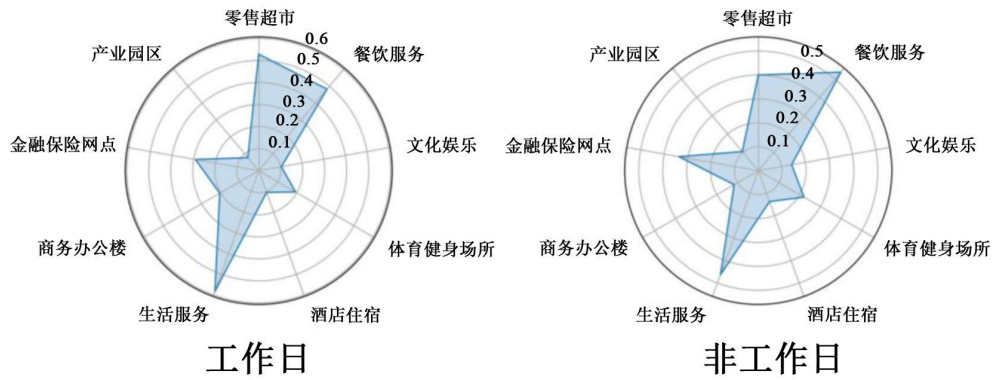 零售超市
0.6
餐饮服务
产业园区
0.5
0.4
0.3
0.2
0.1
金融保险网点
文化娱乐
商务办公楼
体育健身场所
生活服务
酒店住宿
工作日
零售超市
0.5
餐饮服务
产业园区
0.4
0.3
0.2
0.1
金融保险网点
文化娱乐
商务办公楼
体育健身场所
生活服务
酒店住宿
非工作日